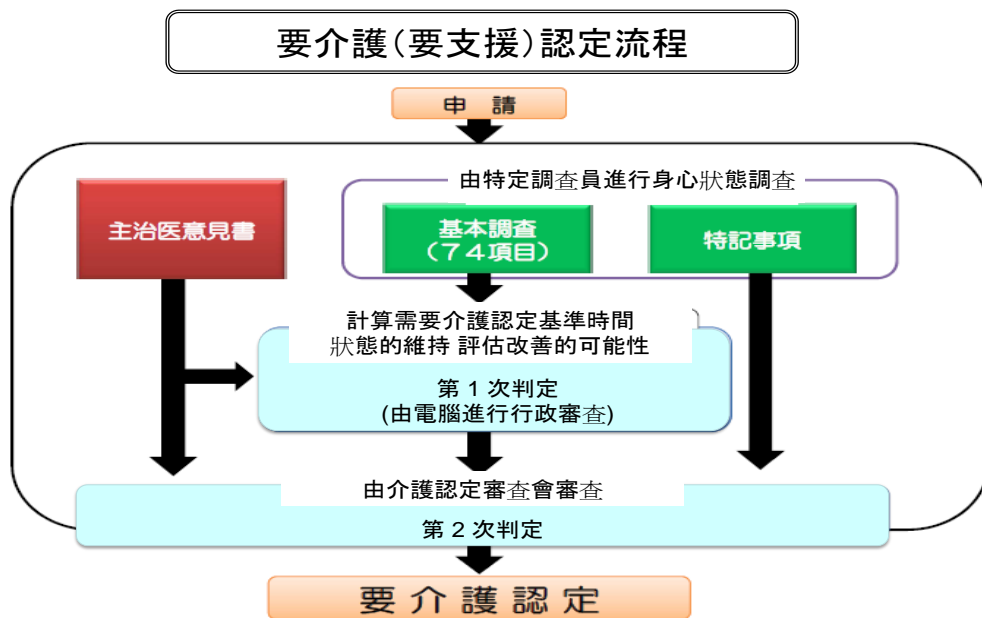 要介護(要支援)認定流程
申 請
由特定調查員進行身心狀態調查
主治医意見書
基本調査
(74項目)
特記事項
計算需要介護認定基準時間
狀態的維持 評估改善的可能性
第 1 次判定
(由電腦進行行政審查)
由介護認定審查會審查
第 2 次判定
要介護認定